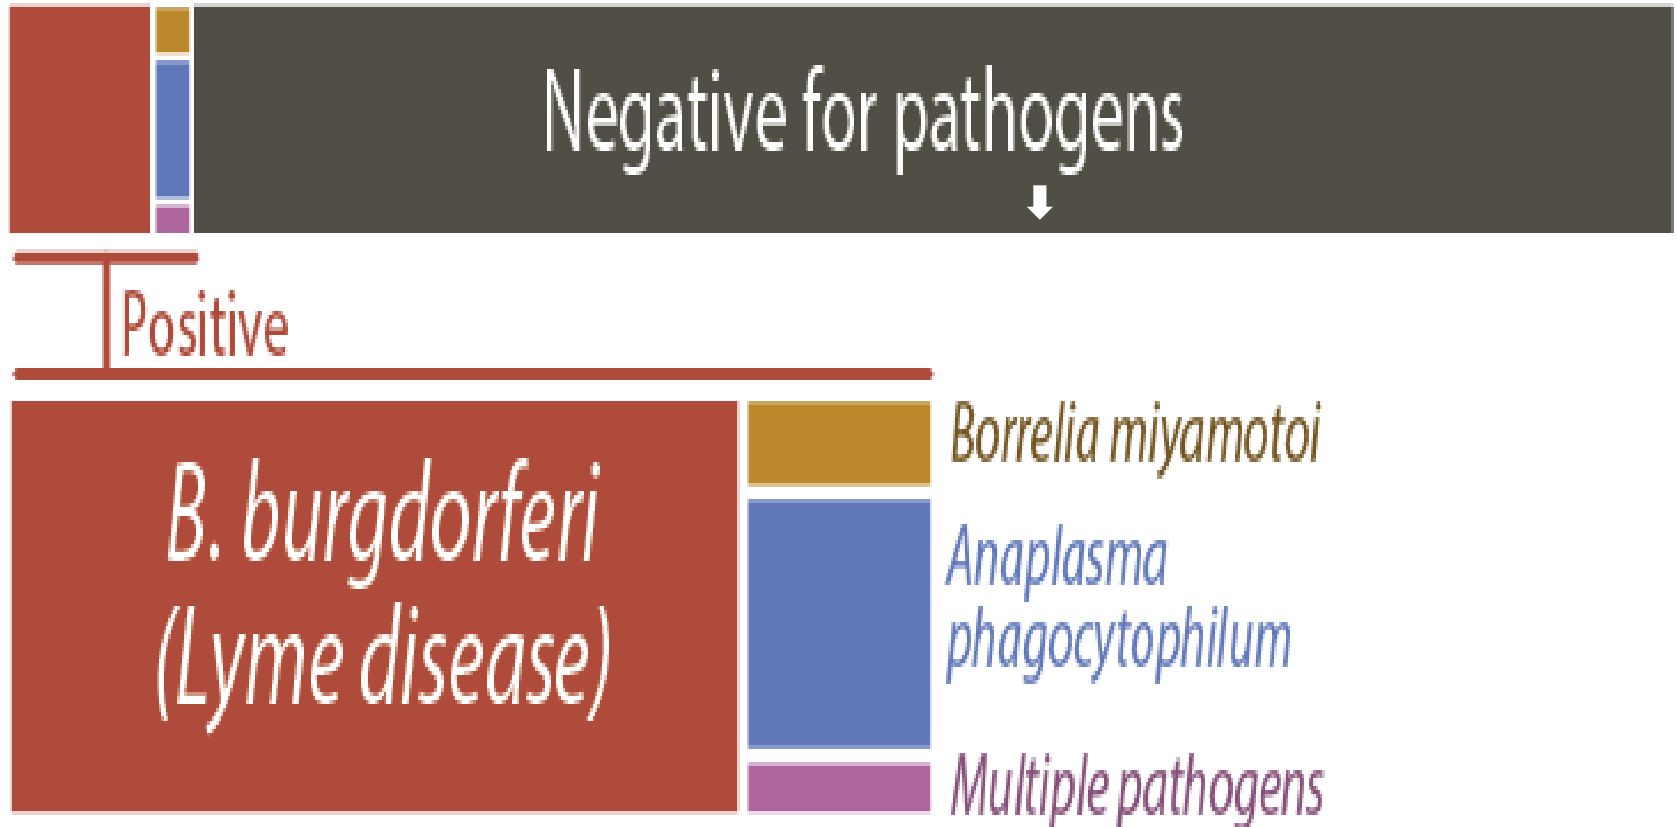 Negative for pathogens
Positive
B. burgdorferi
(Lyme disease)
Borrelia miyamotoi
Anaplasma
phagocytophilum
Multiple pathogens